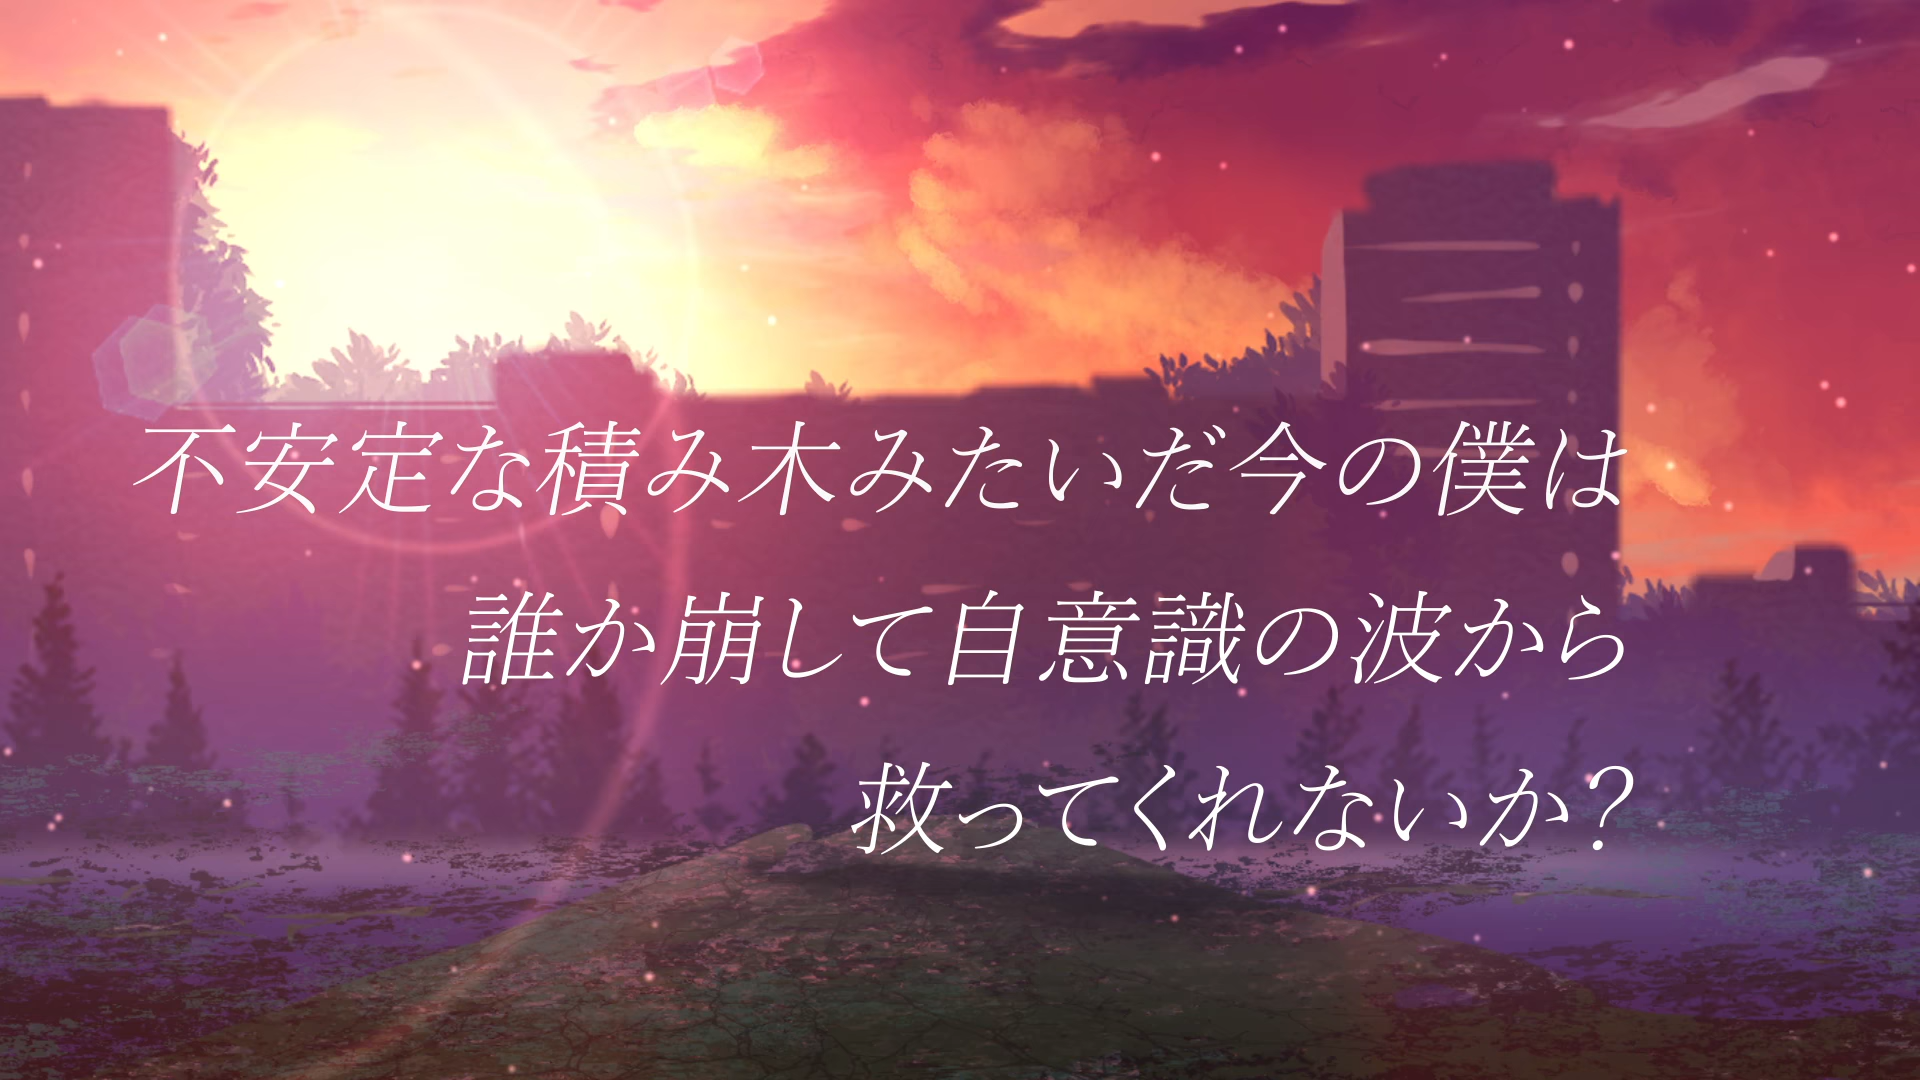 不安定な積み木みたいだ今の僕は
誰か崩して自意識の波から
救ってくれないか？